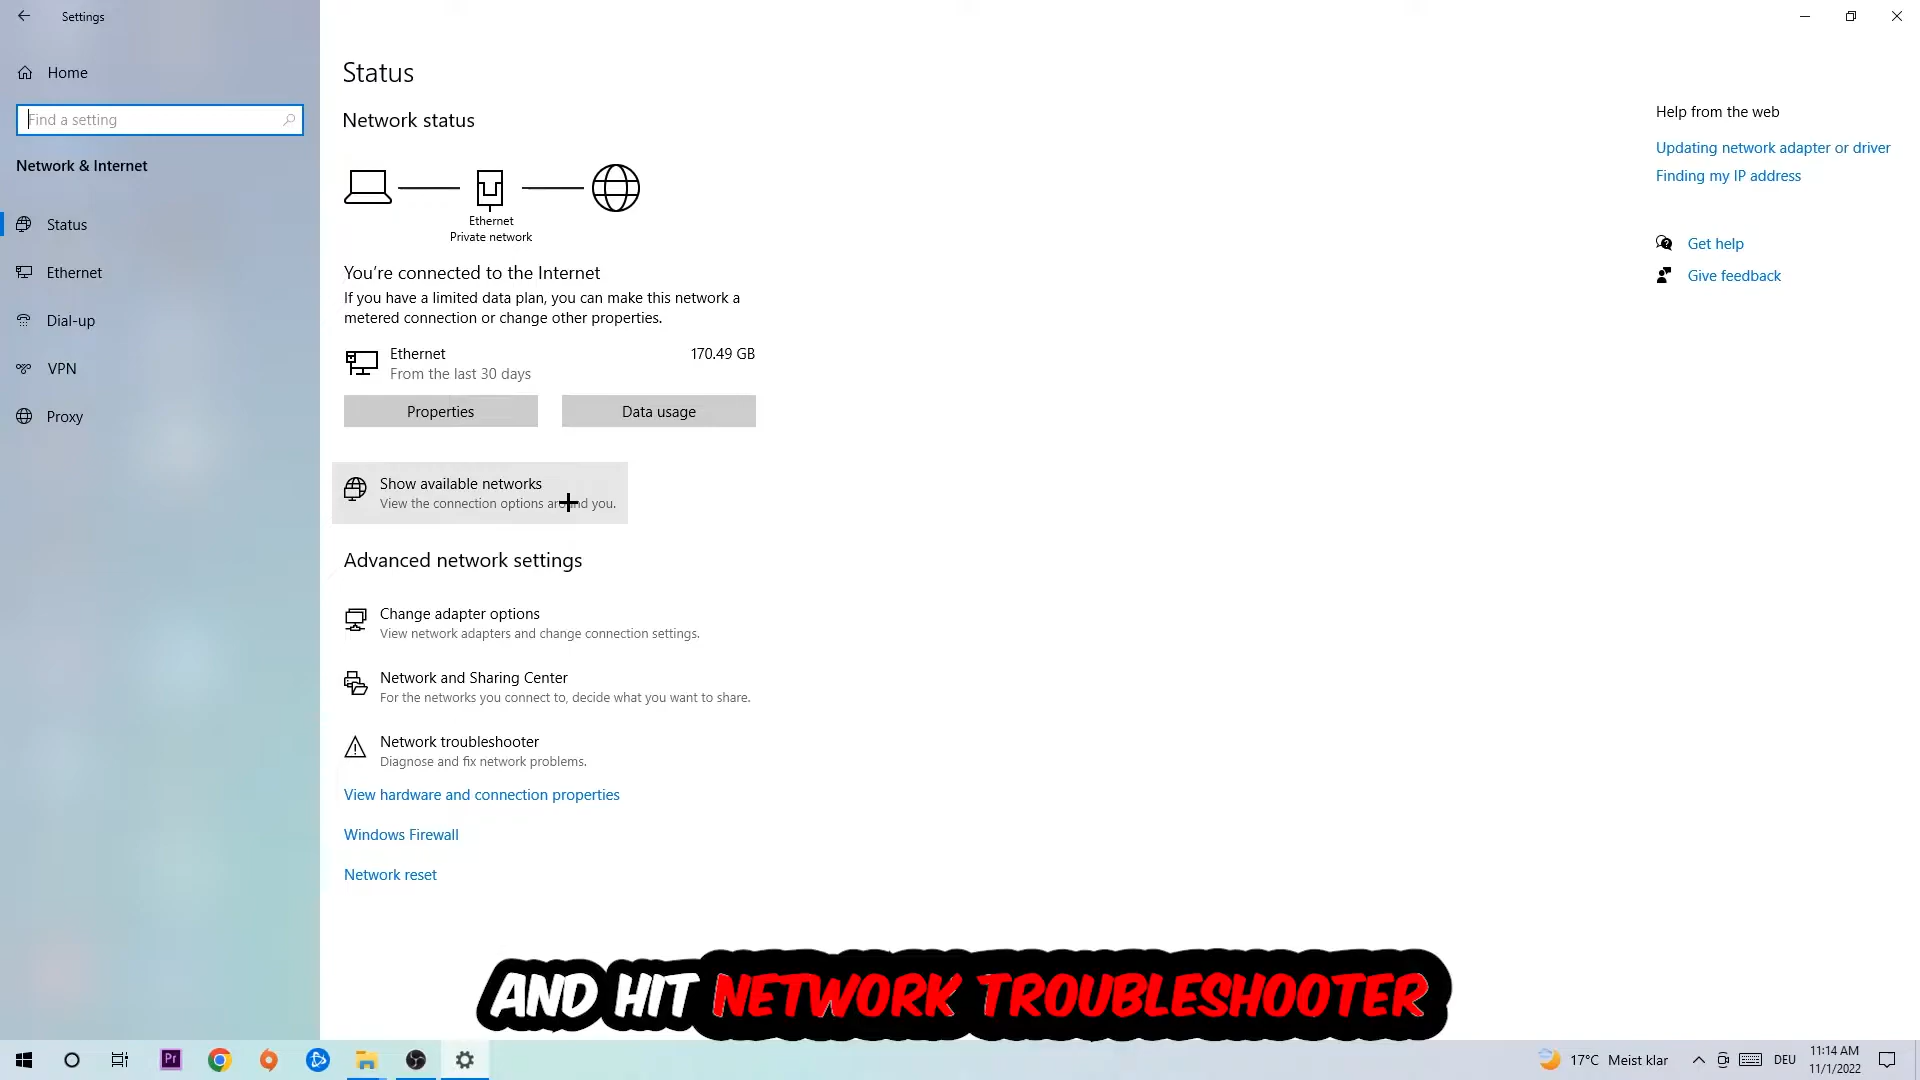 Settings
Home
Find a setting
Network & Internet
Status
Ethernet
Dial-up
VPN
Proxy
Status
Network status
Ethernet
Private network
You're connected to the Internet
If you have a limited data plan, you can make this network a
metered connection or change other properties.
Ethernet
170.49 GB
From the last 30 days
Properties
Data usage
Show available networks
View the connection options around you.
Advanced network settings
Change adapter options
View network adapters and change connection settings.
Network and Sharing Center
For the networks you connect to, decide what you want to share.
Network troubleshooter
Diagnose and fix network problems.
View hardware and connection properties
Windows Firewall
Network reset
Help from the web
Updating network adapter or driver
Finding my IP address
Get help
Give feedback
AND HIT NETWORK TROUBLESHOOTER
Pr
17°C Meist klar
DEU
11:14 AM
11/1/2022